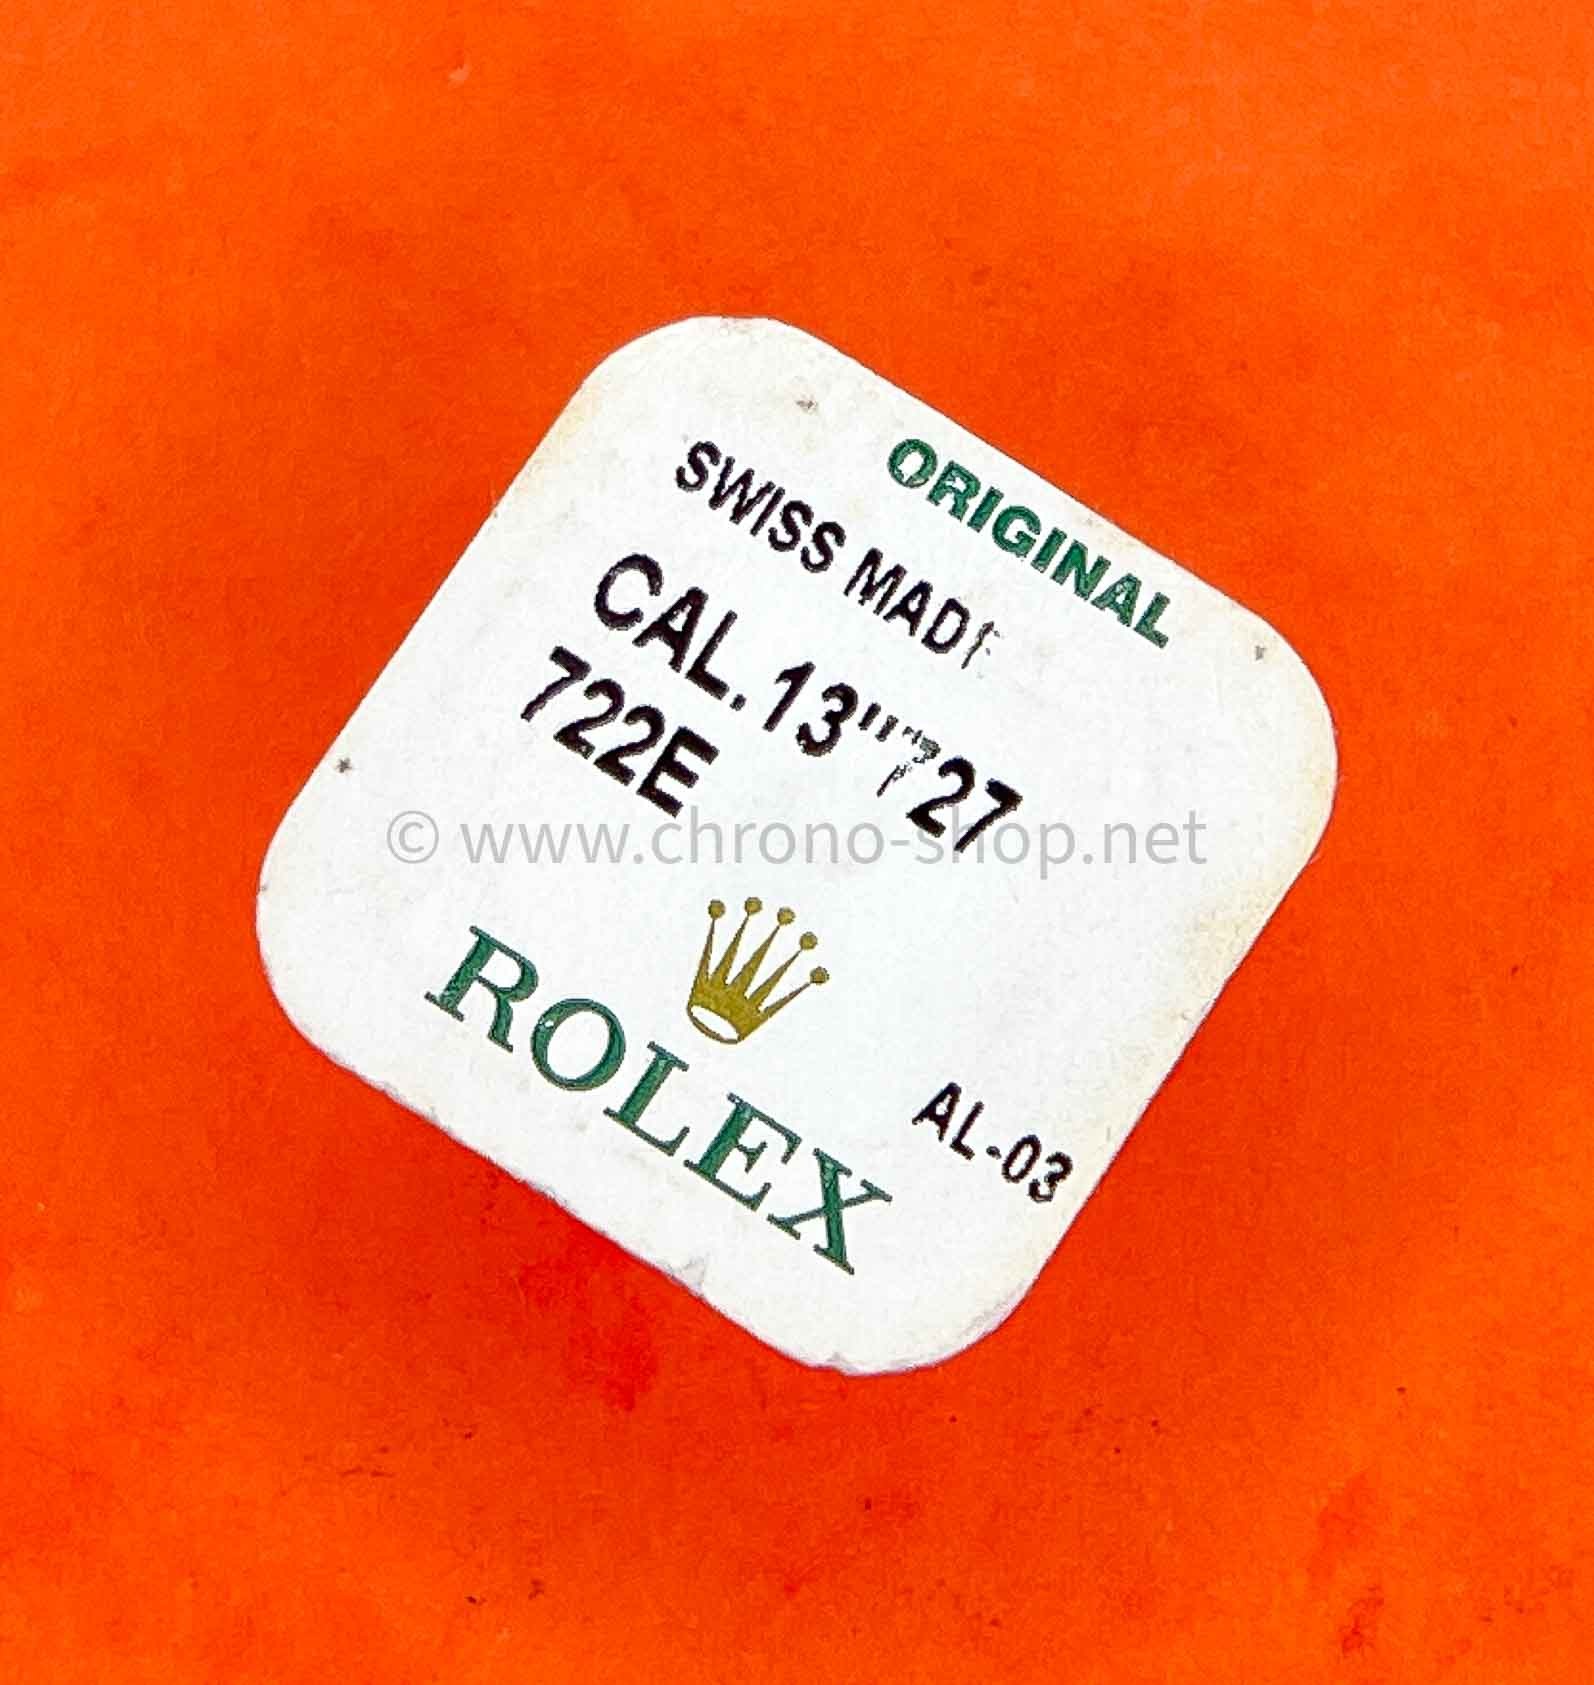 ORIGINAL
SWISS MADE
CAL. 13''727
722E
© www.chrono-shop.net
ROLEX
AL-03